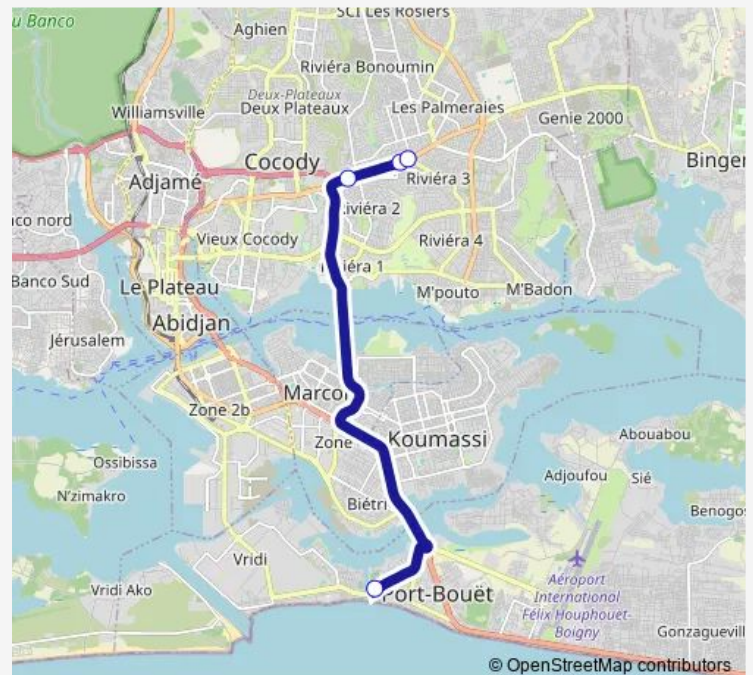 u Banco
SCI Les Rosiers
Aghien
Riviéra Bonoumin
Deux-Plateaux
Deux Plateaux
Les Palmeraies
Williamsville
Genie 2000
Cocody
Binger
Adjamé
Riviéra 3
iviéra 2
co nord
Vieux Cocody
Riviéra 4
iéra 1
Banco Sud
Le Plateau
M'pouto
M'Badon
Abidjan
Jérusalem
Marco
Zone 2b
Koumassi
Zone
Abouabou
Ossibissa
Adjoufou
Sié
N'zimakro
Biétri
Benogos
Vridi
Aéroport
International
Félix Houphouët-
Boigny
Vridi Ako
Port-Bouët
Gonzaguevill
© OpenStreetMap contributors